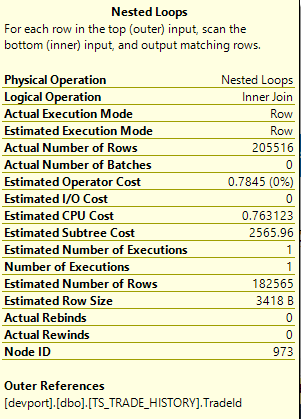 Nested Loops
For each row in the top (outer) input, scan the
bottom (inner) input, and output matching rows.
Physical Operation Nested Loops
Logical Operation Inner Join
Actual Execution Mode Row
Estimated Execution Mode Row
Actual Number of Rows 205516
Actual Number of Batches 0
Estimated Operator Cost 0.7845 (0%)
Estimated I/O Cost 0
Estimated CPU Cost 0.763123
Estimated Subtree Cost 2565.96
Estimated Number of Executions 1
Number of Executions 1
Estimated Number of Rows 182565
Estimated Row Size 3418 B
Actual Rebinds 0
Actual Rewinds 0
Node ID 973
Outer References
[devport].[dbo].[TS_TRADE_HISTORY].TradeId